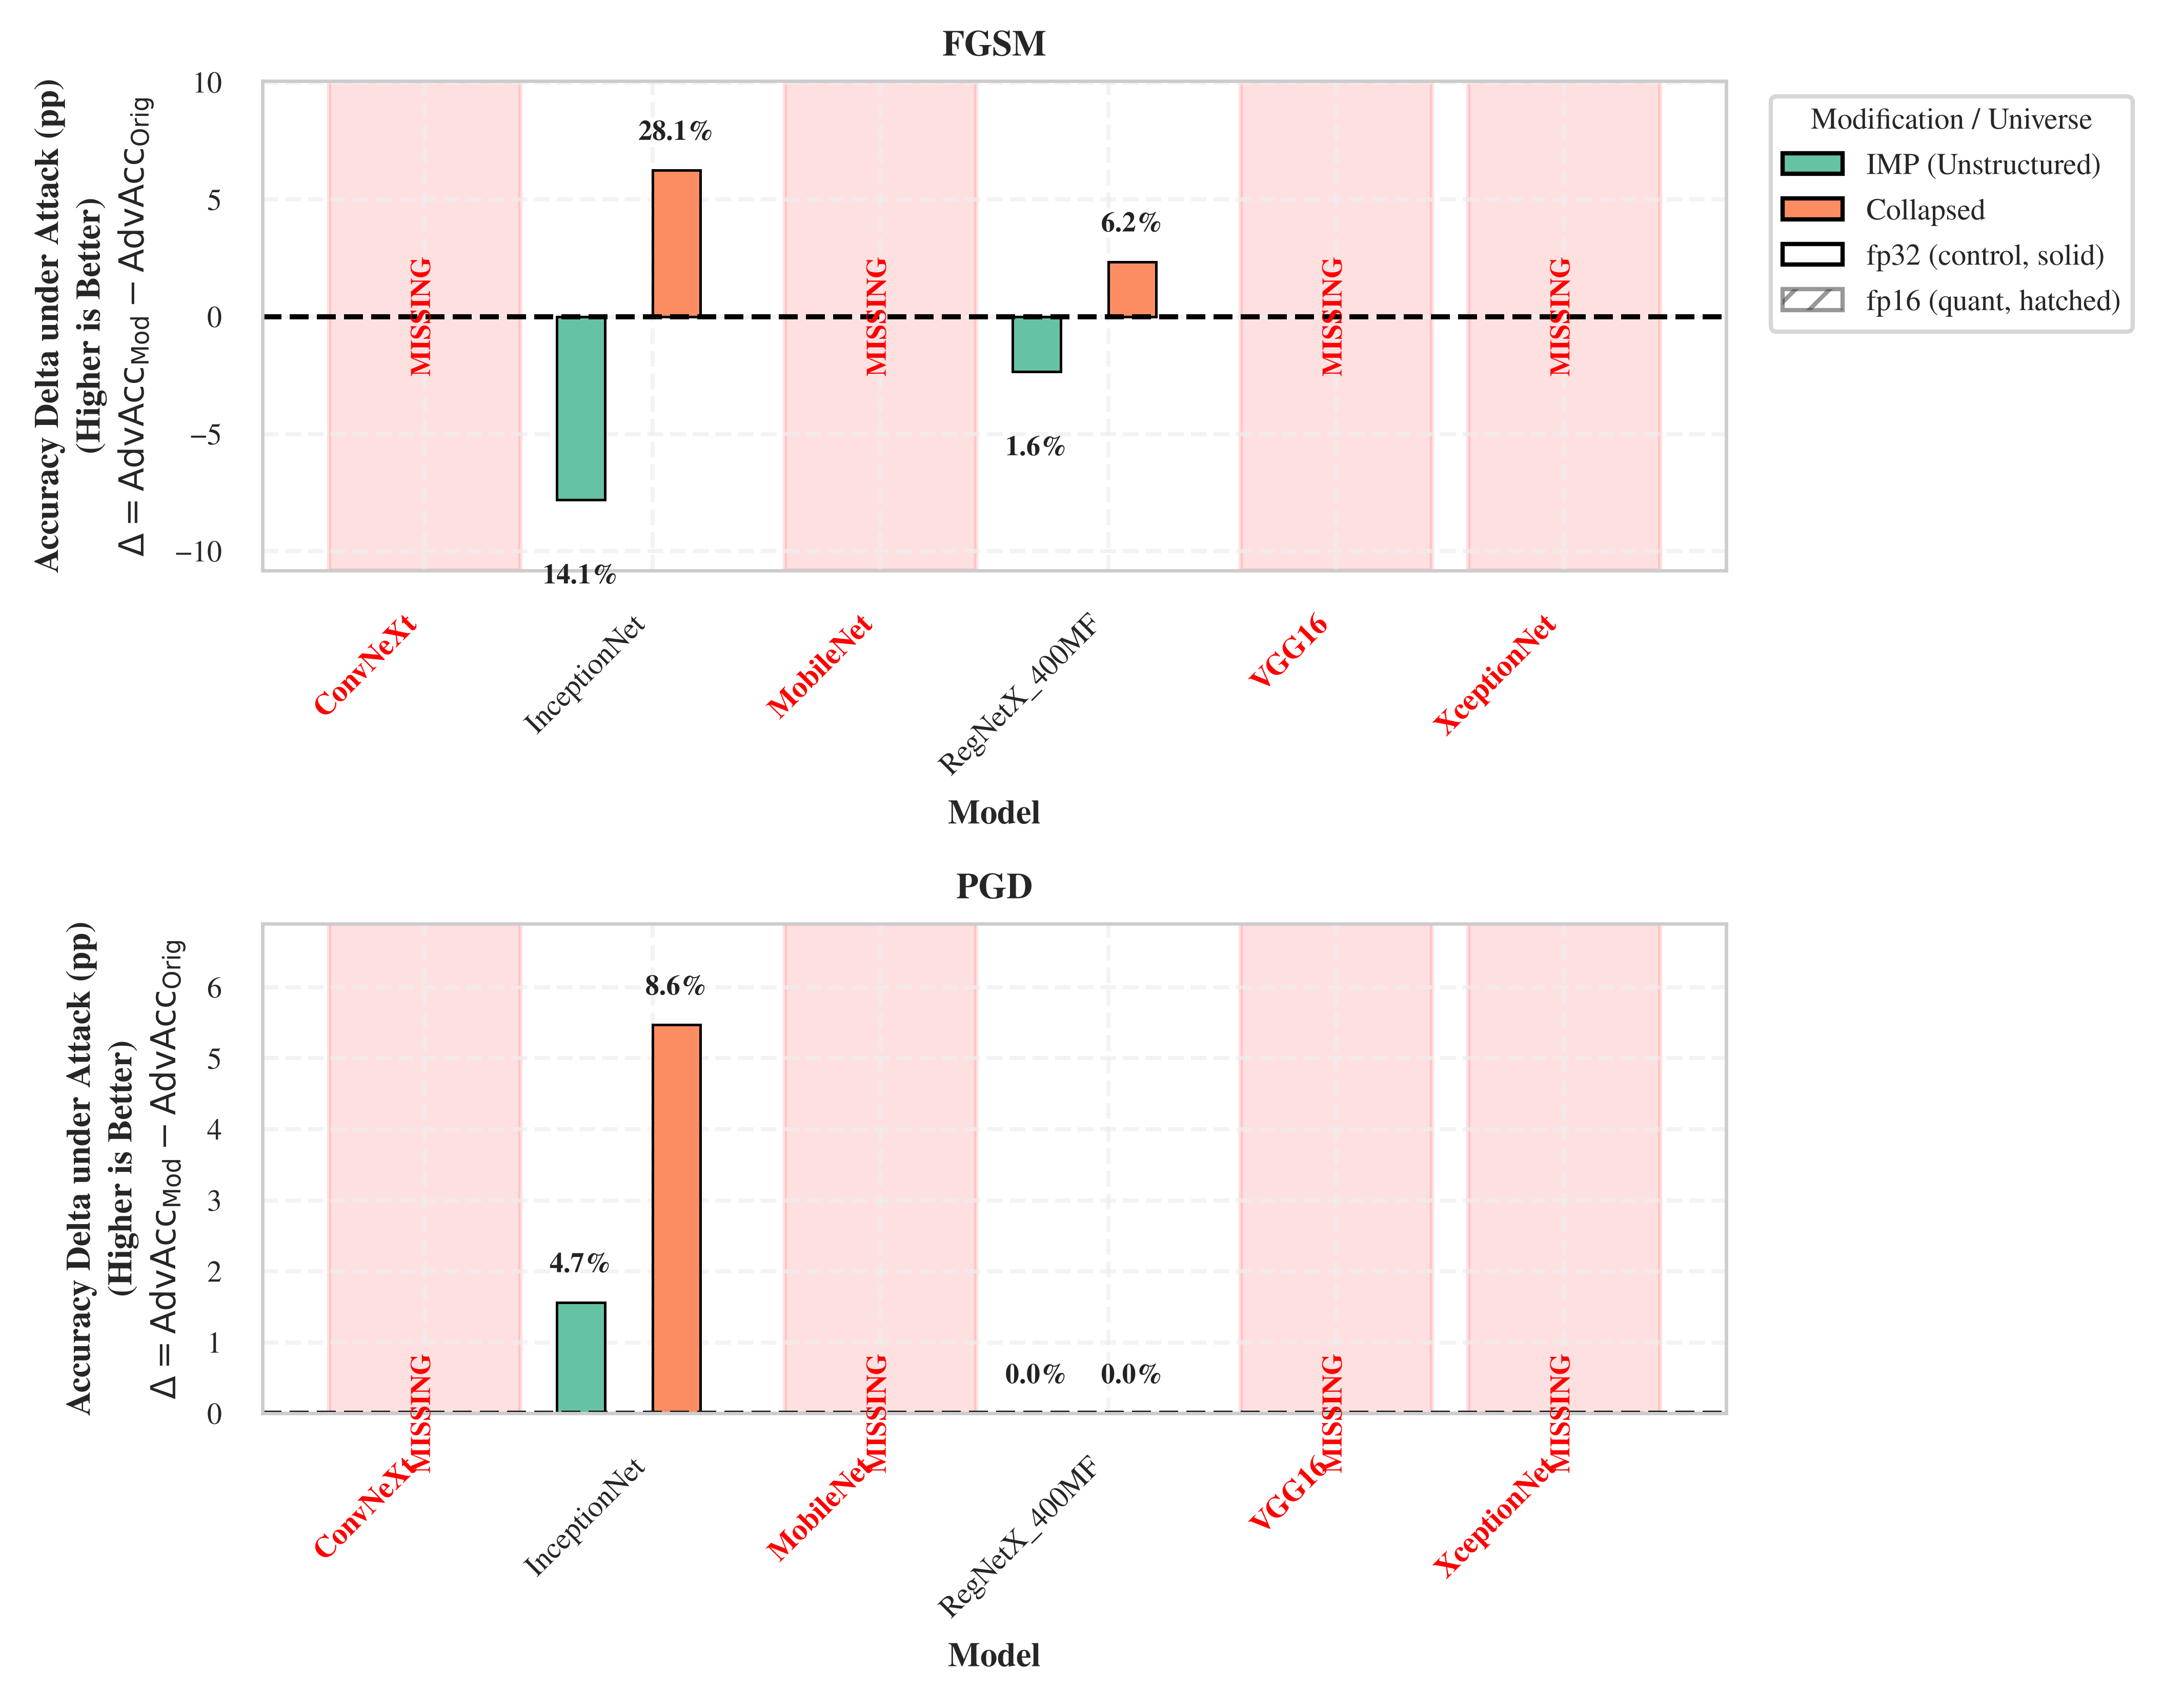 FGSM
Accuracy Delta under Attack (pp)
(Higher is Better)
Δ = AdvAcc_Mod − AdvAcc_Orig
10
5
0
−5
−10
28.1%
14.1%
6.2%
1.6%
MISSING
MISSING
MISSING
MISSING
ConvNeXt
InceptionNet
MobileNet
RegNetX_400MF
VGG16
XceptionNet
Model
Modification / Universe
IMP (Unstructured)
Collapsed
fp32 (control, solid)
fp16 (quant, hatched)
PGD
Accuracy Delta under Attack (pp)
(Higher is Better)
Δ = AdvAcc_Mod − AdvAcc_Orig
6
5
4
3
2
1
0
8.6%
4.7%
0.0%
0.0%
MISSING
MISSING
MISSING
MISSING
ConvNeXt
InceptionNet
MobileNet
RegNetX_400MF
VGG16
XceptionNet
Model